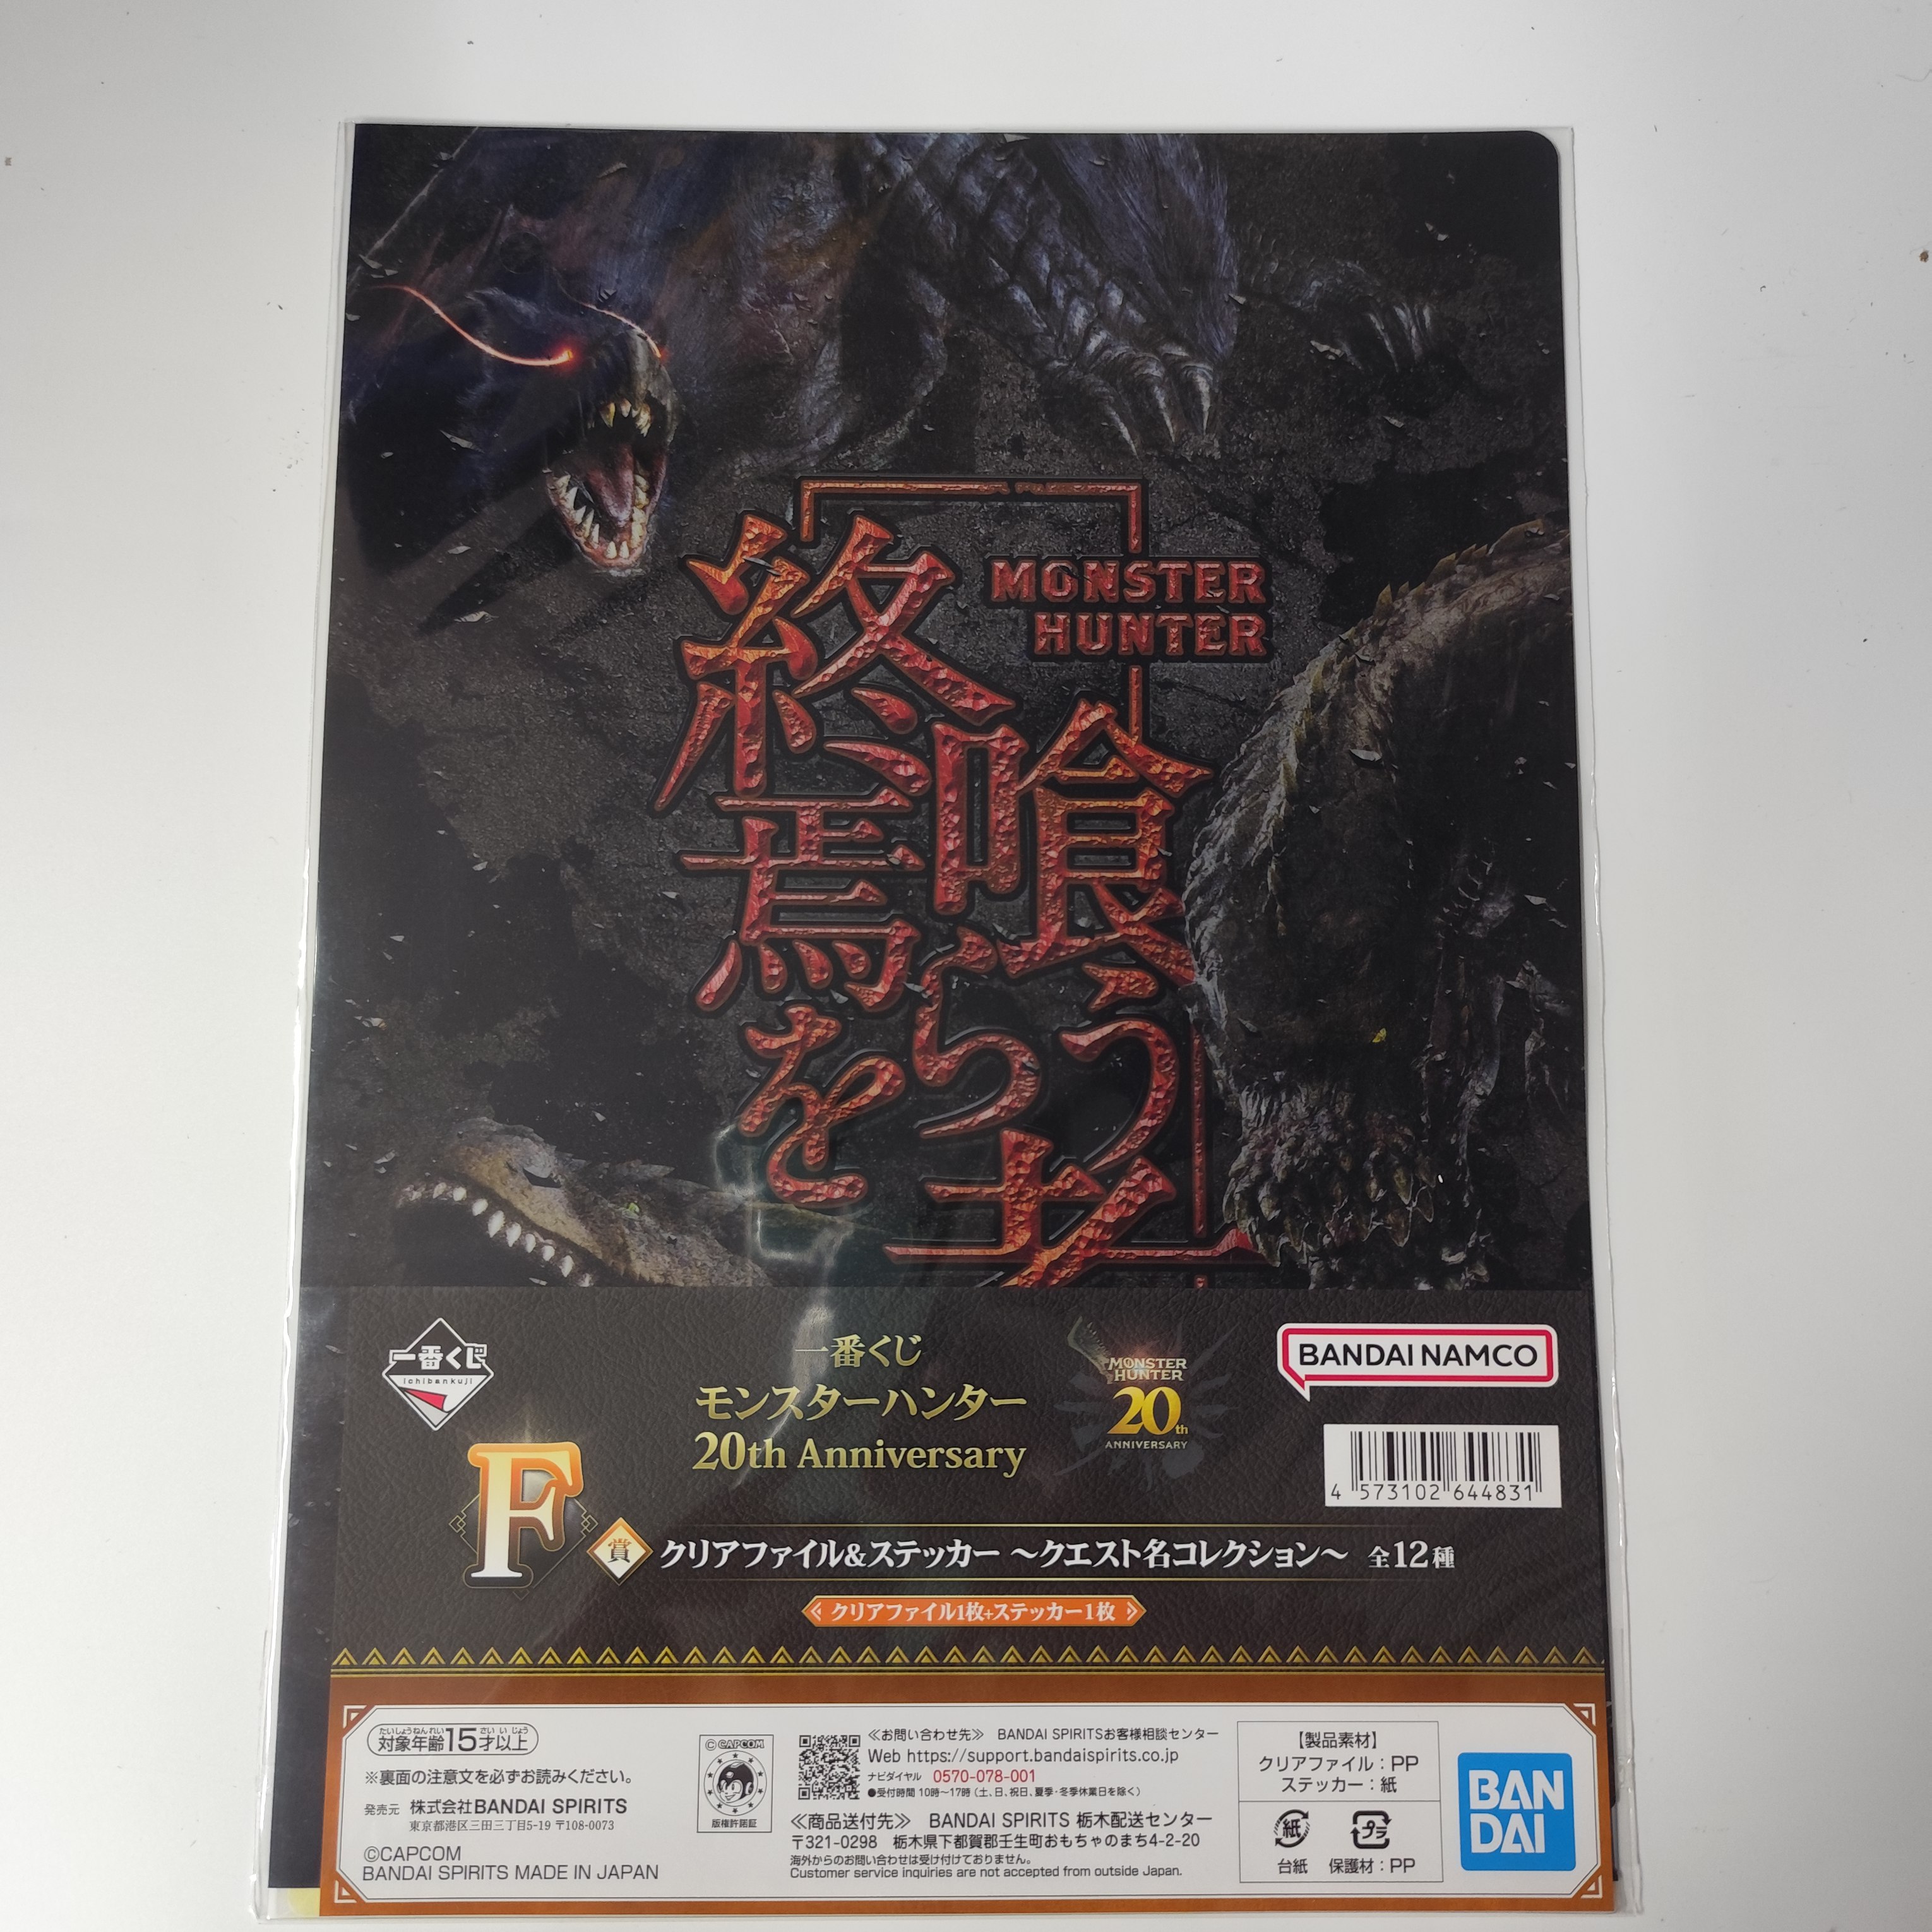 MONSTER
HUNTER
終焉を
喰らう
一番くじ
ichibankuji
一番くじ
モンスターハンター
20th Anniversary
MONSTER
HUNTER
20th
ANNIVERSARY
BANDAI NAMCO
4 573102 644831
F賞 クリアファイル&ステッカー ～クエスト名コレクション～ 全12種
クリアファイル1枚+ステッカー1枚
たいしょうねんれい さい いじょう
対象年齢15才以上
※裏面の注意文を必ずお読みください。
発売元 株式会社BANDAI SPIRITS
東京都港区三田三丁目5-19 〒108-0073
©CAPCOM
BANDAI SPIRITS MADE IN JAPAN
©CAPCOM
版権許諾証
≪お問い合わせ先≫ BANDAI SPIRITSお客様相談センター
Web https://support.bandaispirits.co.jp
ナビダイヤル 0570-078-001
●受付時間 10時～17時 (土、日、祝日、夏季・冬季休業日を除く)
≪商品送付先≫ BANDAI SPIRITS 栃木配送センター
〒321-0298 栃木県下都賀郡壬生町おもちゃのまち4-2-20
海外からのお問い合わせは受け付けておりません。
Customer service inquiries are not accepted from outside Japan.
【製品素材】
クリアファイル：PP
ステッカー：紙
紙
台紙
プラ
保護材：PP
BAN
DAI